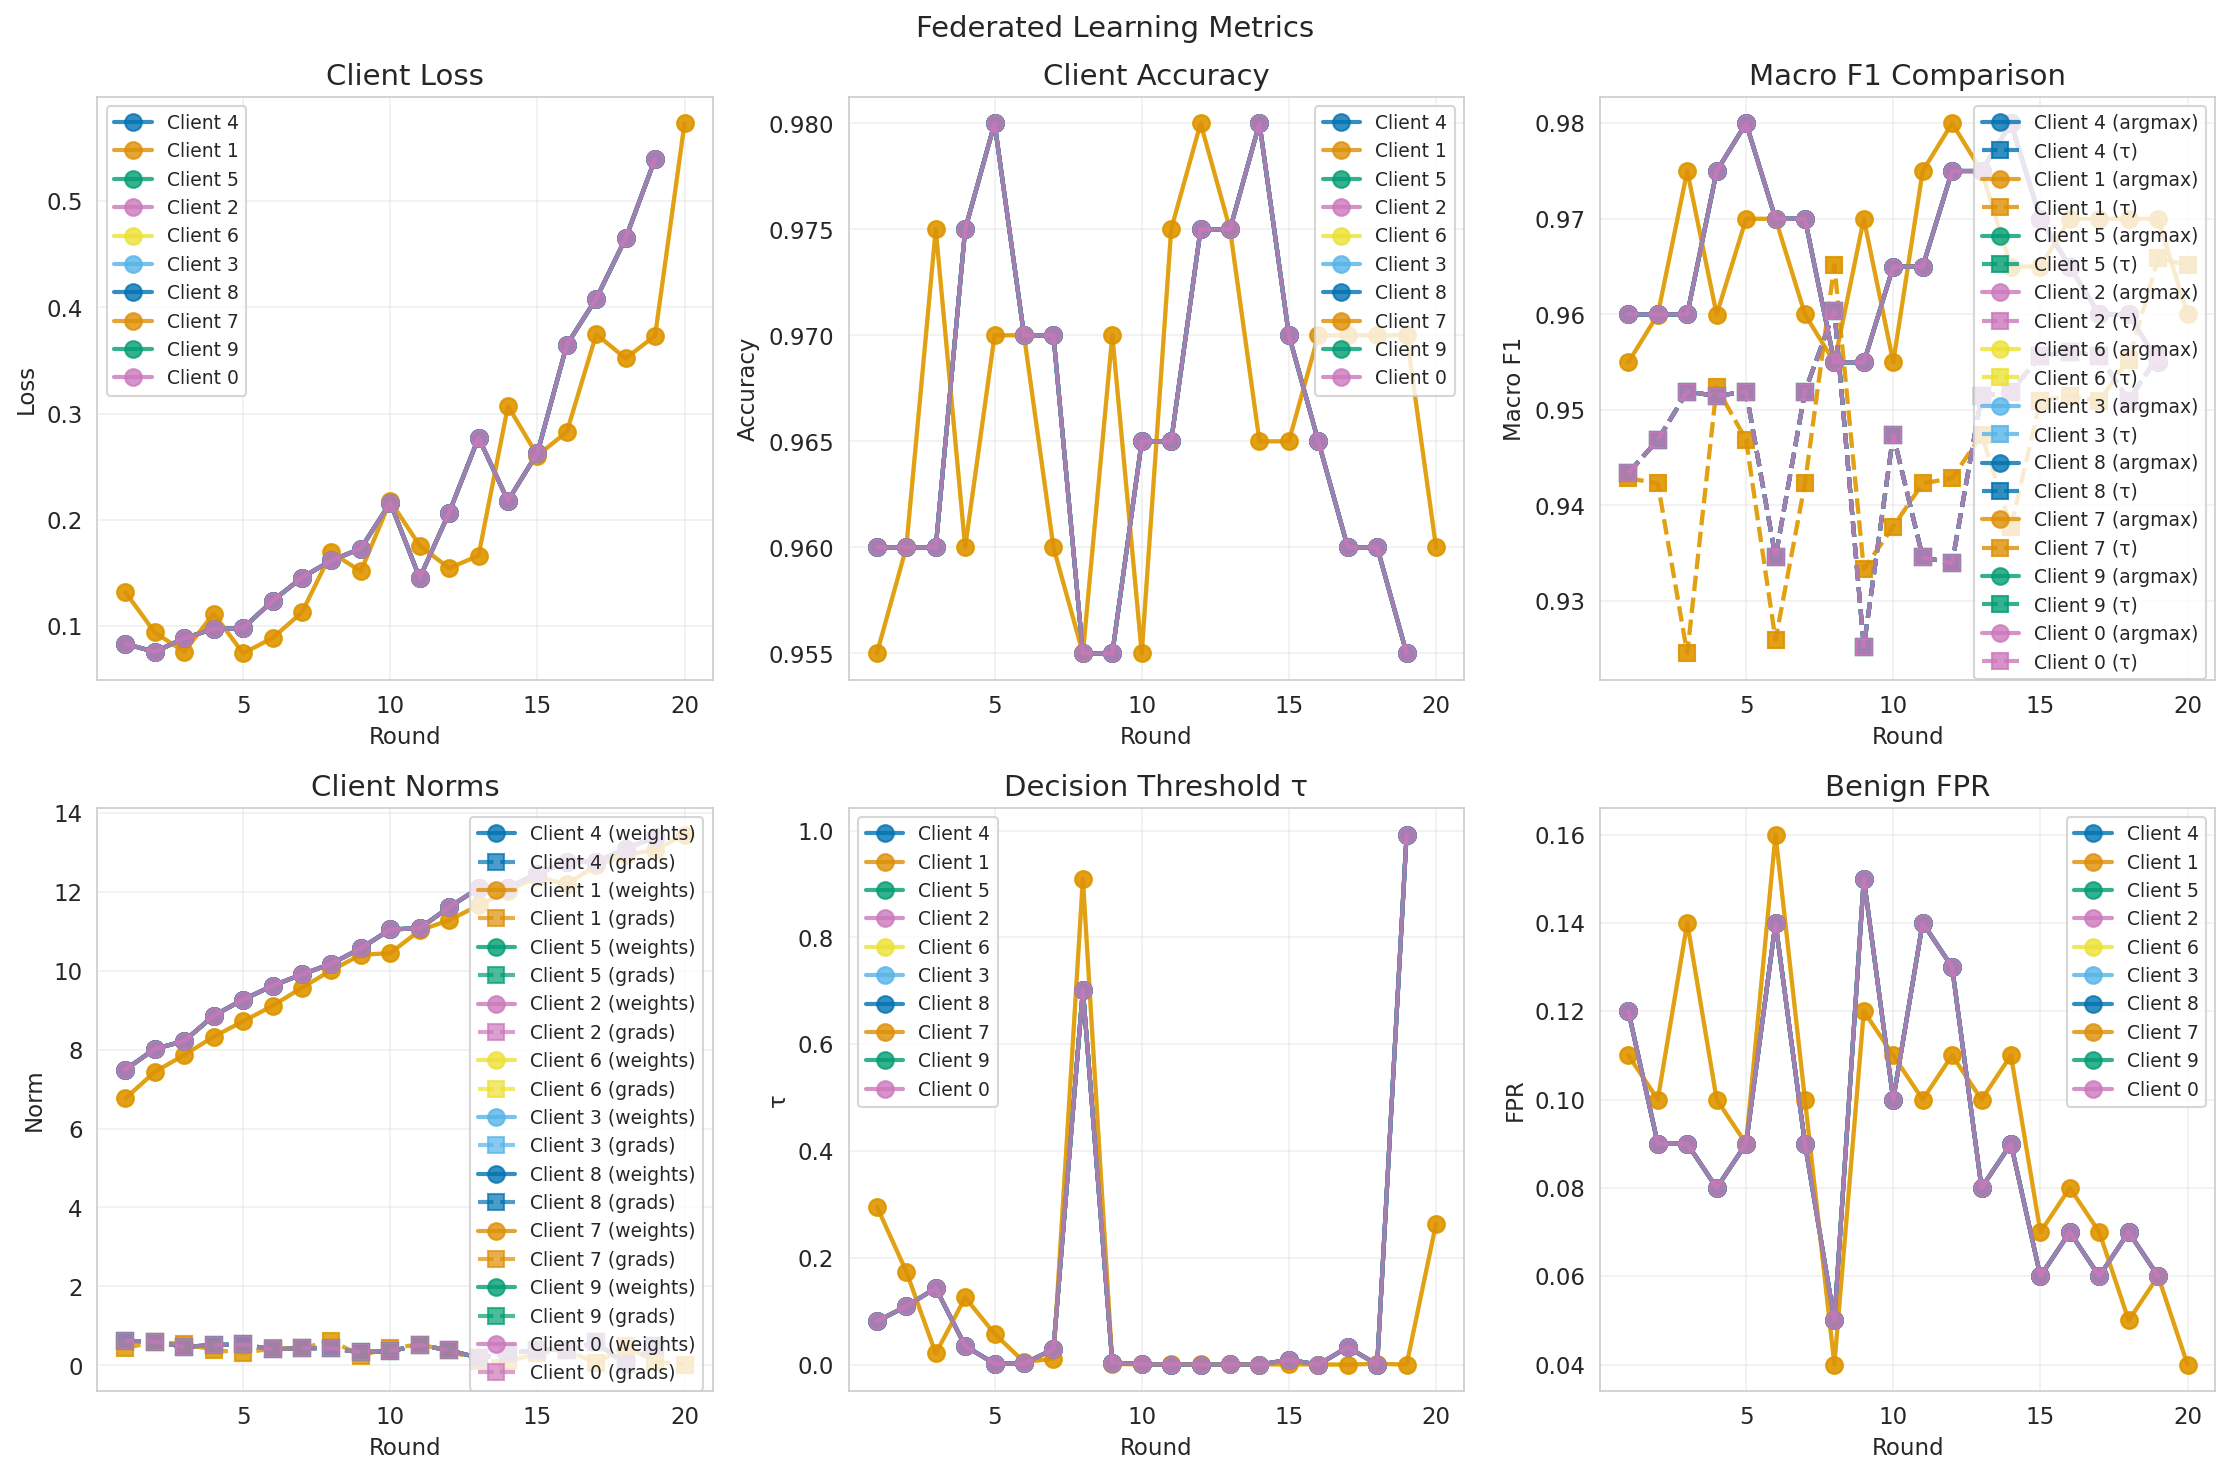 Federated Learning Metrics
Client Loss
Loss
0.5
0.4
0.3
0.2
0.1
5 10 15 20
Round
Client 4
Client 1
Client 5
Client 2
Client 6
Client 3
Client 8
Client 7
Client 9
Client 0
Client Accuracy
Accuracy
0.980
0.975
0.970
0.965
0.960
0.955
5 10 15 20
Round
Client 4
Client 1
Client 5
Client 2
Client 6
Client 3
Client 8
Client 7
Client 9
Client 0
Macro F1 Comparison
Macro F1
0.98
0.97
0.96
0.95
0.94
0.93
5 10 15 20
Round
Client 4 (argmax)
Client 4 (τ)
Client 1 (argmax)
Client 1 (τ)
Client 5 (argmax)
Client 5 (τ)
Client 2 (argmax)
Client 2 (τ)
Client 6 (argmax)
Client 6 (τ)
Client 3 (argmax)
Client 3 (τ)
Client 8 (argmax)
Client 8 (τ)
Client 7 (argmax)
Client 7 (τ)
Client 9 (argmax)
Client 9 (τ)
Client 0 (argmax)
Client 0 (τ)
Client Norms
Norm
14
12
10
8
6
4
2
0
5 10 15 20
Round
Client 4 (weights)
Client 4 (grads)
Client 1 (weights)
Client 1 (grads)
Client 5 (weights)
Client 5 (grads)
Client 2 (weights)
Client 2 (grads)
Client 6 (weights)
Client 6 (grads)
Client 3 (weights)
Client 3 (grads)
Client 8 (weights)
Client 8 (grads)
Client 7 (weights)
Client 7 (grads)
Client 9 (weights)
Client 9 (grads)
Client 0 (weights)
Client 0 (grads)
Decision Threshold τ
τ
1.0
0.8
0.6
0.4
0.2
0.0
5 10 15 20
Round
Client 4
Client 1
Client 5
Client 2
Client 6
Client 3
Client 8
Client 7
Client 9
Client 0
Benign FPR
FPR
0.16
0.14
0.12
0.10
0.08
0.06
0.04
5 10 15 20
Round
Client 4
Client 1
Client 5
Client 2
Client 6
Client 3
Client 8
Client 7
Client 9
Client 0